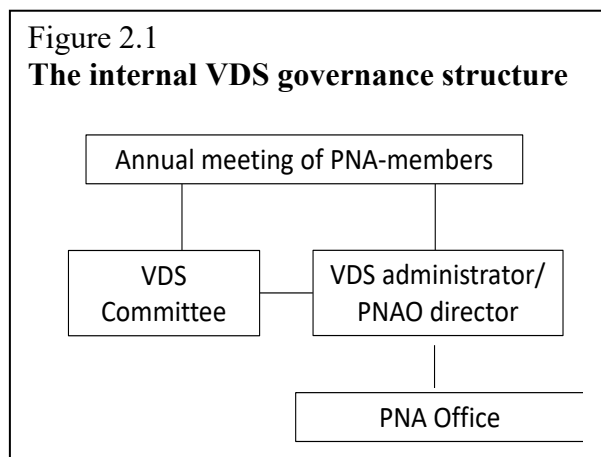 Figure 2.1
The internal VDS governance structure
Annual meeting of PNA-members
VDS
Committee
VDS administrator/
PNAO director
PNA Office